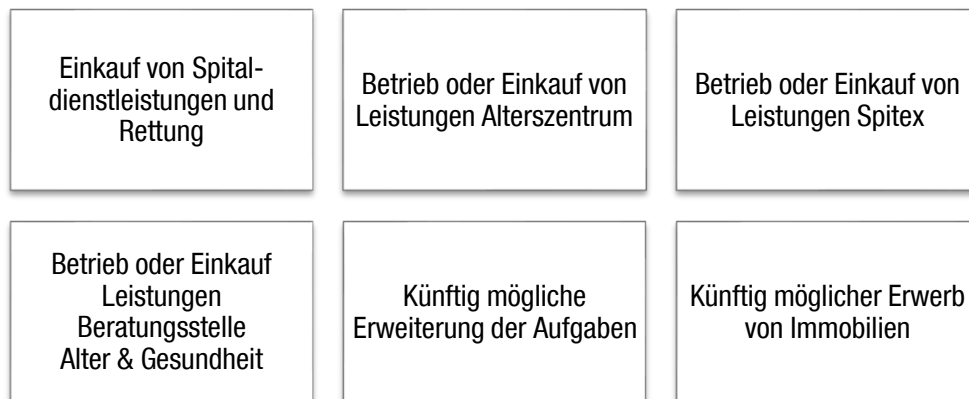 Einkauf von Spital-
dienstleistungen und
Rettung
Betrieb oder Einkauf von
Leistungen Alterszentrum
Betrieb oder Einkauf von
Leistungen Spitex
Betrieb oder Einkauf
Leistungen
Beratungsstelle
Alter & Gesundheit
Künftig mögliche
Erweiterung der Aufgaben
Künftig möglicher Erwerb
von Immobilien